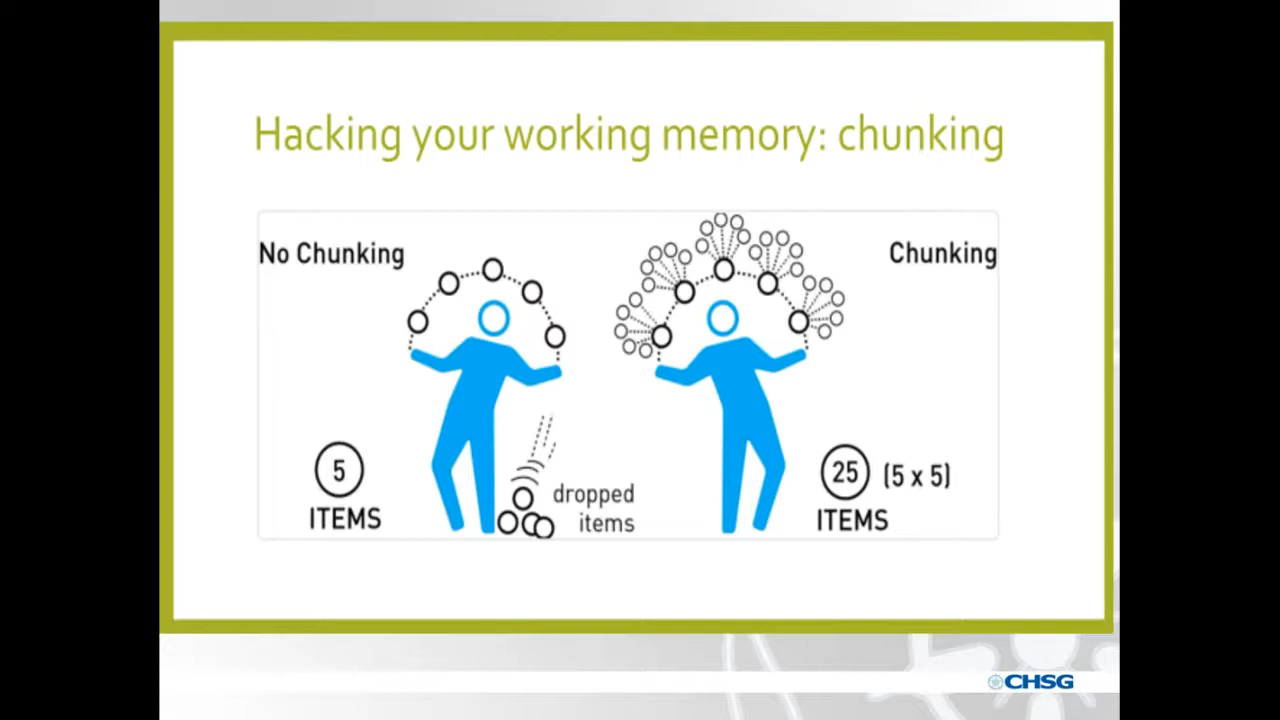 Hacking your working memory: chunking
No Chunking
Chunking
5
ITEMS
dropped
items
25 (5 x 5)
ITEMS
CHSG